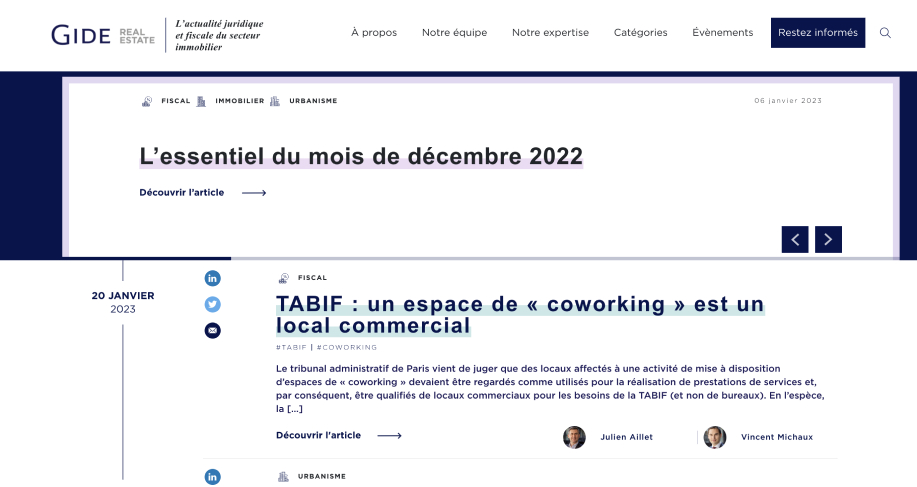 GIDE REAL ESTATE
L'actualité juridique
et fiscale du secteur
immobilier
À propos Notre équipe Notre expertise Catégories Évènements Restez informés
FISCAL IMMOBILIER URBANISME
06 janvier 2023
L'essentiel du mois de décembre 2022
Découvrir l'article
20 JANVIER
2023
FISCAL
TABIF : un espace de « coworking » est un
local commercial
#TABIF | #COWORKING
Le tribunal administratif de Paris vient de juger que des locaux affectés à une activité de mise à disposition
d'espaces de « coworking » devaient être regardés comme utilisés pour la réalisation de prestations de services et,
par conséquent, être qualifiés de locaux commerciaux pour les besoins de la TABIF (et non de bureaux). En l'espèce,
la [...]
Découvrir l'article
Julien Aillet Vincent Michaux
URBANISME